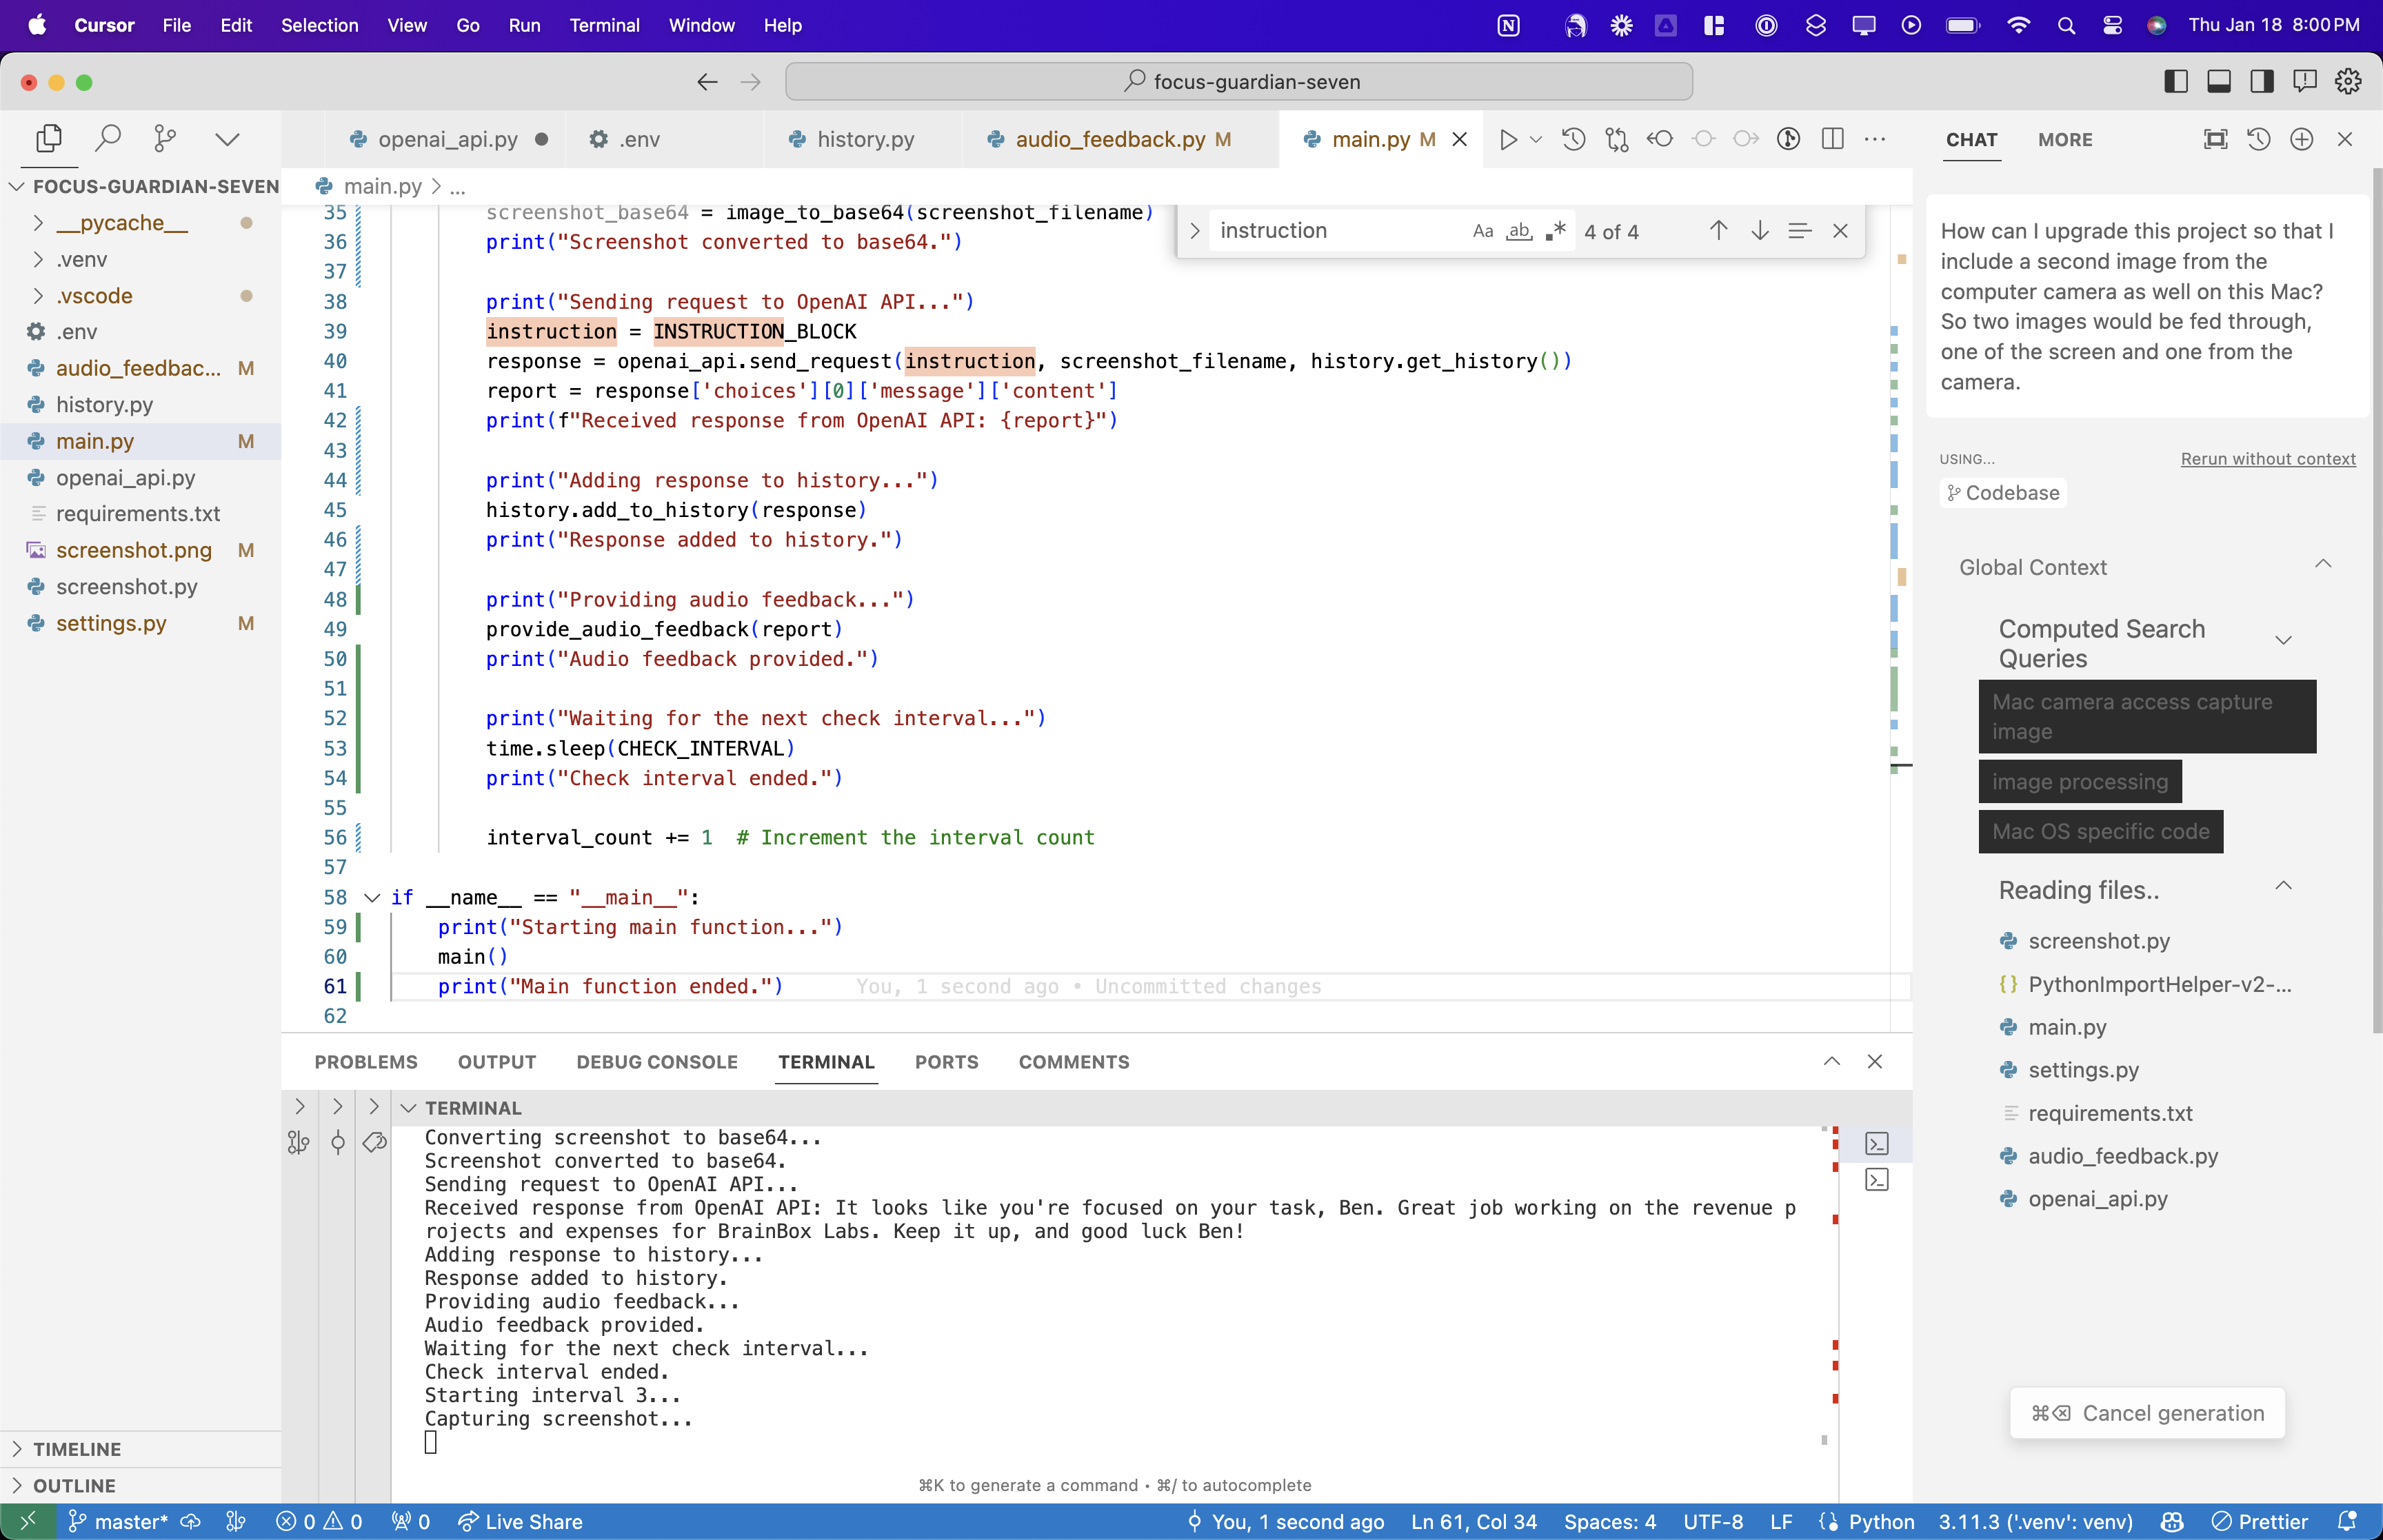 Cursor File Edit Selection View Go Run Terminal Window Help
Thu Jan 18 8:00 PM
focus-guardian-seven
openai_api.py
.env
history.py
audio_feedback.py M
main.py M
CHAT MORE
FOCUS-GUARDIAN-SEVEN
__pycache__
.venv
.vscode
.env
audio_feedbac... M
history.py
main.py M
openai_api.py
requirements.txt
screenshot.png M
screenshot.py
settings.py M
TIMELINE
OUTLINE
main.py > ...
instruction Aa ab .* 4 of 4
35 screenshot_base64 = image_to_base64(screenshot_filename)
36 print("Screenshot converted to base64.")
37
38 print("Sending request to OpenAI API...")
39 instruction = INSTRUCTION_BLOCK
40 response = openai_api.send_request(instruction, screenshot_filename, history.get_history())
41 report = response['choices'][0]['message']['content']
42 print(f"Received response from OpenAI API: {report}")
43
44 print("Adding response to history...")
45 history.add_to_history(response)
46 print("Response added to history.")
47
48 print("Providing audio feedback...")
49 provide_audio_feedback(report)
50 print("Audio feedback provided.")
51
52 print("Waiting for the next check interval...")
53 time.sleep(CHECK_INTERVAL)
54 print("Check interval ended.")
55
56 interval_count += 1 # Increment the interval count
57
58 if __name__ == "__main__":
59 print("Starting main function...")
60 main()
61 print("Main function ended.") You, 1 second ago • Uncommitted changes
62
PROBLEMS OUTPUT DEBUG CONSOLE TERMINAL PORTS COMMENTS
TERMINAL
Converting screenshot to base64...
Screenshot converted to base64.
Sending request to OpenAI API...
Received response from OpenAI API: It looks like you're focused on your task, Ben. Great job working on the revenue p
rojects and expenses for BrainBox Labs. Keep it up, and good luck Ben!
Adding response to history...
Response added to history.
Providing audio feedback...
Audio feedback provided.
Waiting for the next check interval...
Check interval ended.
Starting interval 3...
Capturing screenshot...
⌘K to generate a command • ⌘/ to autocomplete
How can I upgrade this project so that I
include a second image from the
computer camera as well on this Mac?
So two images would be fed through,
one of the screen and one from the
camera.
USING... Rerun without context
Codebase
Global Context
Computed Search
Queries
Mac camera access capture
image
image processing
Mac OS specific code
Reading files..
screenshot.py
{} PythonImportHelper-v2-...
main.py
settings.py
requirements.txt
audio_feedback.py
openai_api.py
⌘⌫ Cancel generation
master* 0 0 0 Live Share
You, 1 second ago Ln 61, Col 34 Spaces: 4 UTF-8 LF Python 3.11.3 ('.venv': venv) Prettier